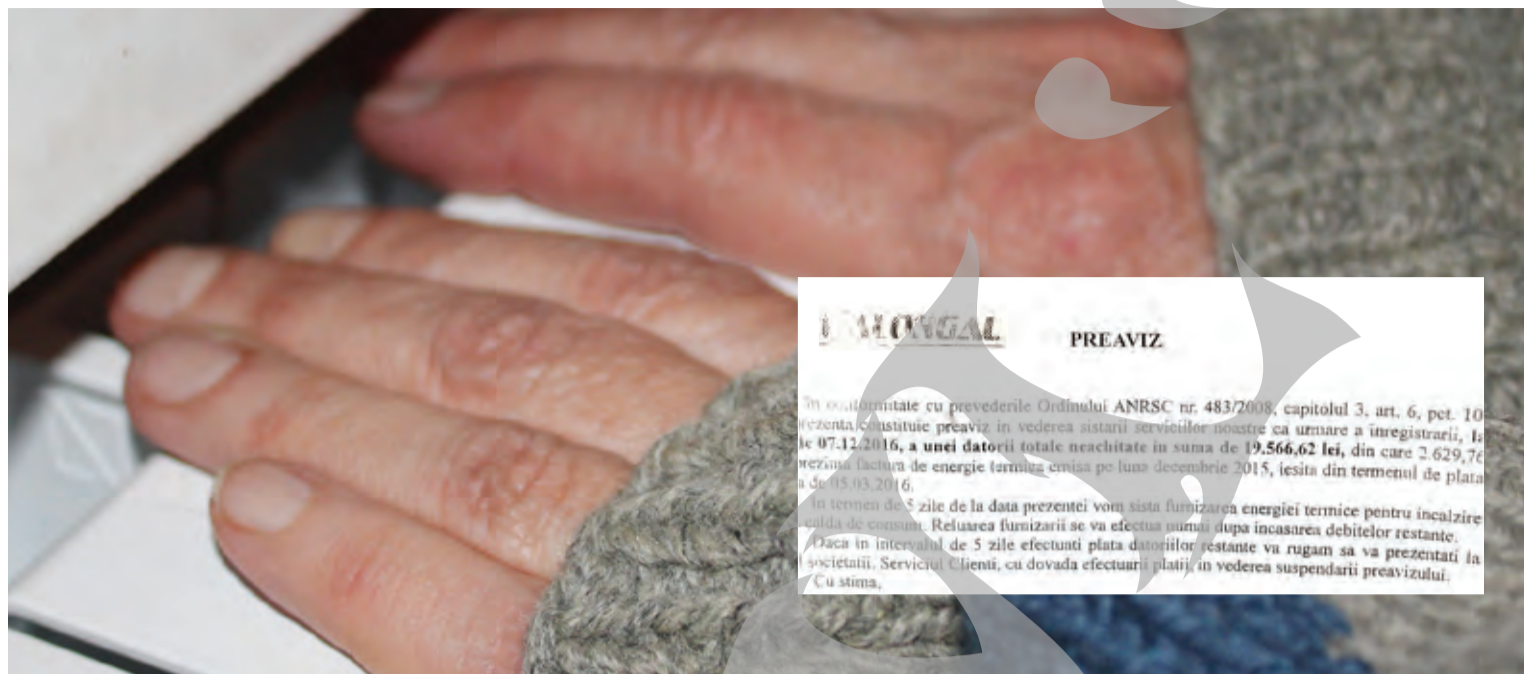 PREAVIZ
cu prevederile Ordinului ANRSC nr. 483/2008, capitolul 3, art. 6, pct. 10
constituie preaviz in vederea sistarii serviciilor noastre ca urmare a inregistrarii,
07.12.2016, a unei datorii totale neachitate in suma de 19.566,62 lei, din care 2.629,76
factura de energie termica emisa pe luna decembrie 2015, iesita din termenul de plata
de 05.03.2016.
In termen de 5 zile de la data prezentei vom sista furnizarea energiei termice pentru incalzire
calda de consum. Reluarea furnizarii se va efectua numai dupa incasarea debitelor restante.
Daca in intervalul de 5 zile efectuati plata datoriilor restante va rugam sa va prezentati la
societatii, Serviciul Clienti, cu dovada efectuarii platii, in vederea suspendarii preavizului.
Cu stima,